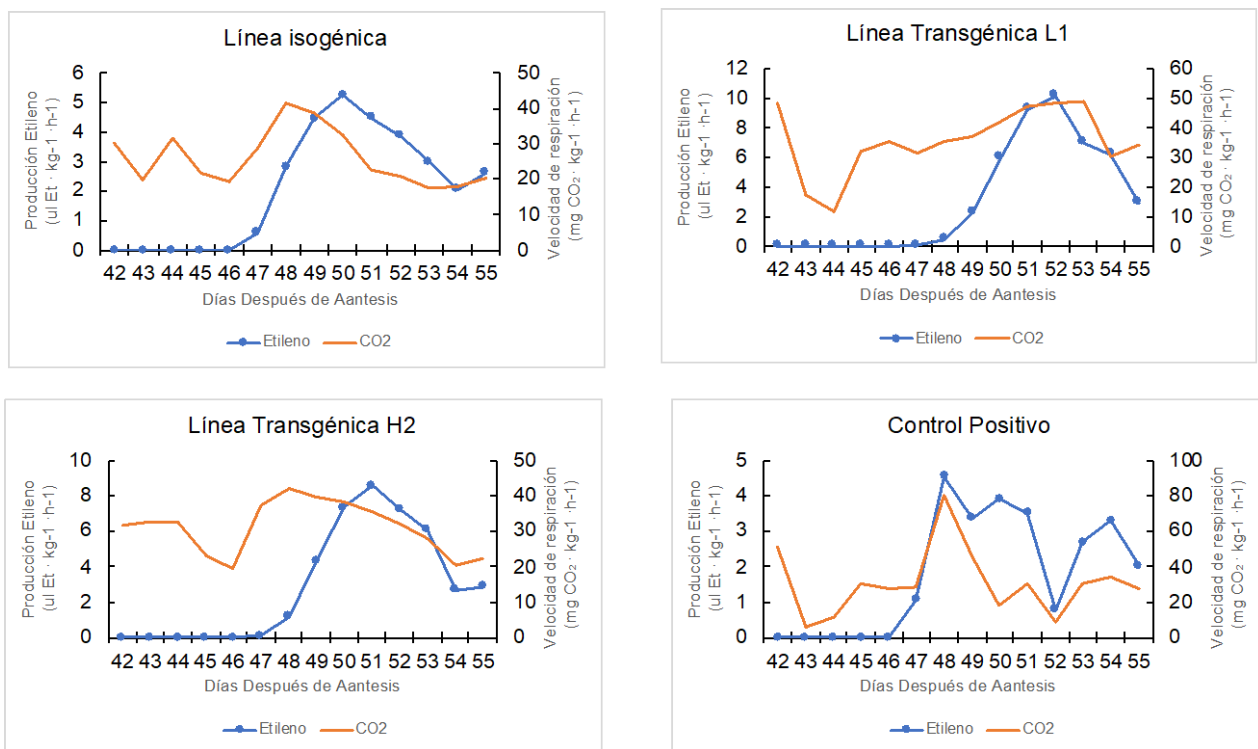 Línea isogénica
Producción Etileno
(ul Et · kg-1 ·h-1)
6
5
4
3
2
1
0
50
40
30
20
10
0
Velocidad de respiración
(mg CO₂ · kg-1 ·h-1)
42 43 44 45 46 47 48 49 50 51 52 53 54 55
Días Después de Aantesis
Etileno CO2
Línea Transgénica L1
Producción Etileno
(ul Et · kg-1 ·h-1)
12
10
8
6
4
2
0
60
50
40
30
20
10
0
Velocidad de respiración
(mg CO₂ · kg-1 ·h-1)
42 43 44 45 46 47 48 49 50 51 52 53 54 55
Días Después de Aantesis
Etileno CO2
Línea Transgénica H2
Producción Etileno
(ul Et · kg-1 ·h-1)
10
8
6
4
2
0
50
40
30
20
10
0
Velocidad de respiración
(mg CO₂ · kg-1 ·h-1)
42 43 44 45 46 47 48 49 50 51 52 53 54 55
Días Después de Aantesis
Etileno CO2
Control Positivo
Producción Etileno
(ul Et · kg-1 ·h-1)
5
4
3
2
1
0
100
80
60
40
20
0
Velocidad de respiración
(mg CO₂ · kg-1 ·h-1)
42 43 44 45 46 47 48 49 50 51 52 53 54 55
Días Después de Aantesis
Etileno CO2